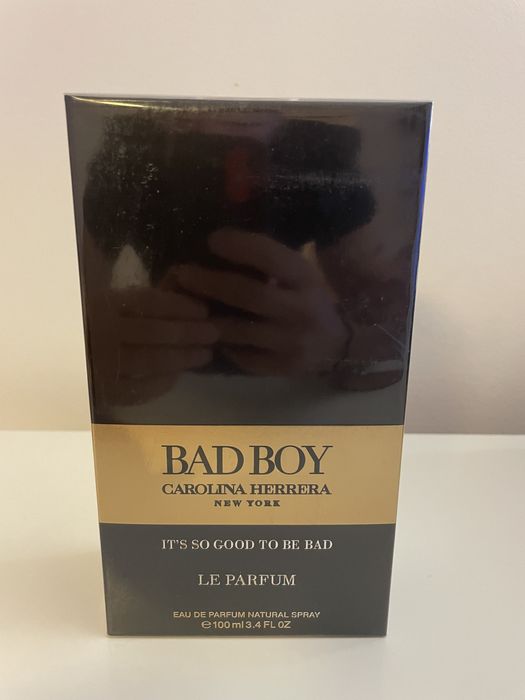 BAD BOY
CAROLINA HERRERA
NEW YORK
IT'S SO GOOD TO BE BAD
LE PARFUM
EAU DE PARFUM NATURAL SPRAY
℮100 ml 3.4 FL OZ